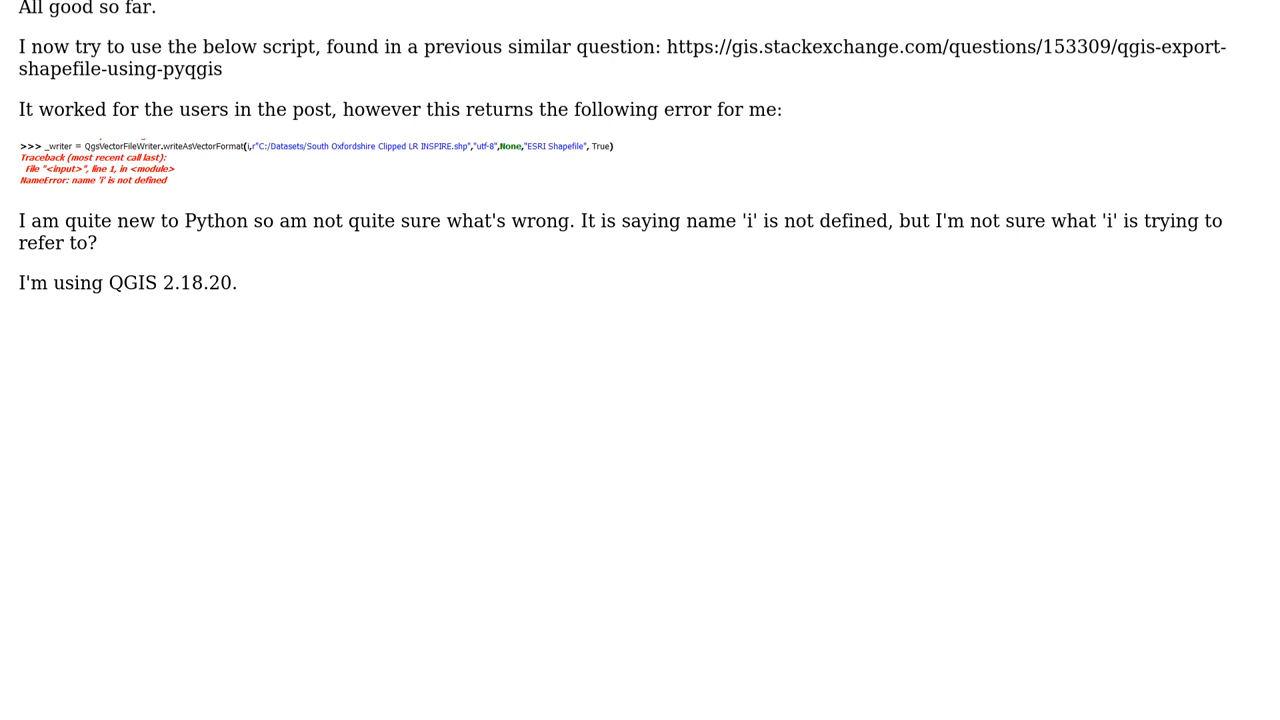 All good so far.
I now try to use the below script, found in a previous similar question: https://gis.stackexchange.com/questions/153309/qgis-export-
shapefile-using-pyqgis
It worked for the users in the post, however this returns the following error for me:
>>> _writer = QgsVectorFileWriter.writeAsVectorFormat(i,r"C:/Datasets/South Oxfordshire Clipped LR INSPIRE.shp","utf-8",None,"ESRI Shapefile", True)
Traceback (most recent call last):
File "<input>", line 1, in <module>
NameError: name 'i' is not defined
I am quite new to Python so am not quite sure what's wrong. It is saying name 'i' is not defined, but I'm not sure what 'i' is trying to
refer to?
I'm using QGIS 2.18.20.